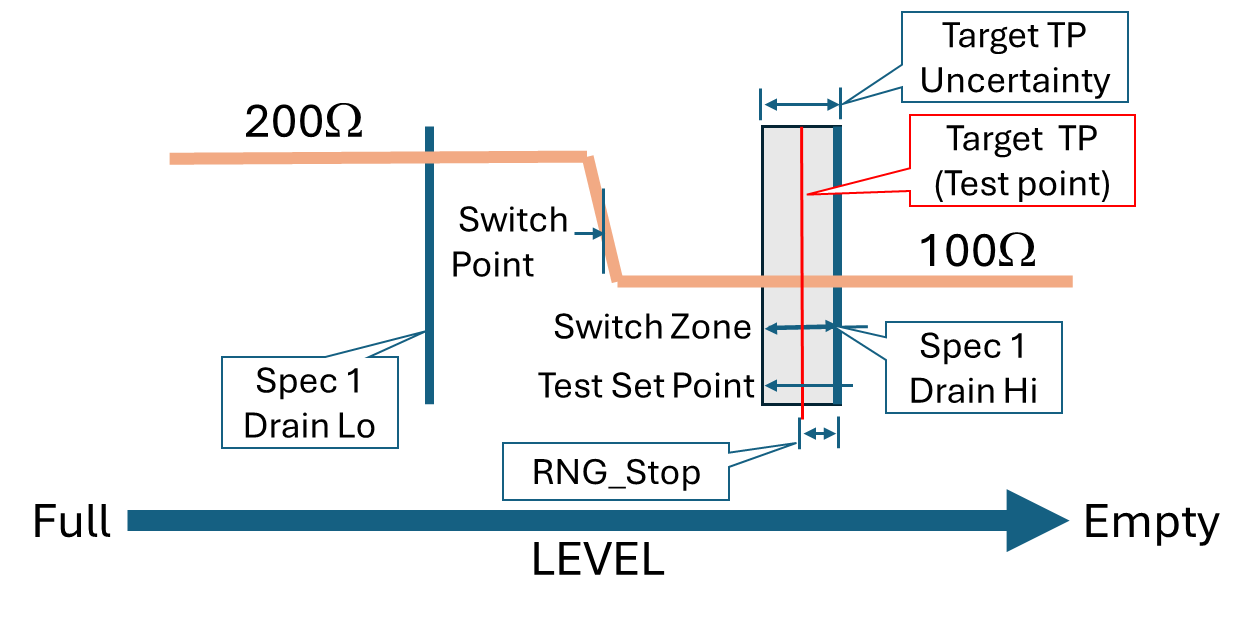 Target TP
Uncertainty
200Ω
Target TP
(Test point)
Switch
Point
100Ω
Switch Zone
Spec 1
Drain Hi
Test Set Point
Spec 1
Drain Lo
RNG_Stop
Full
Empty
LEVEL